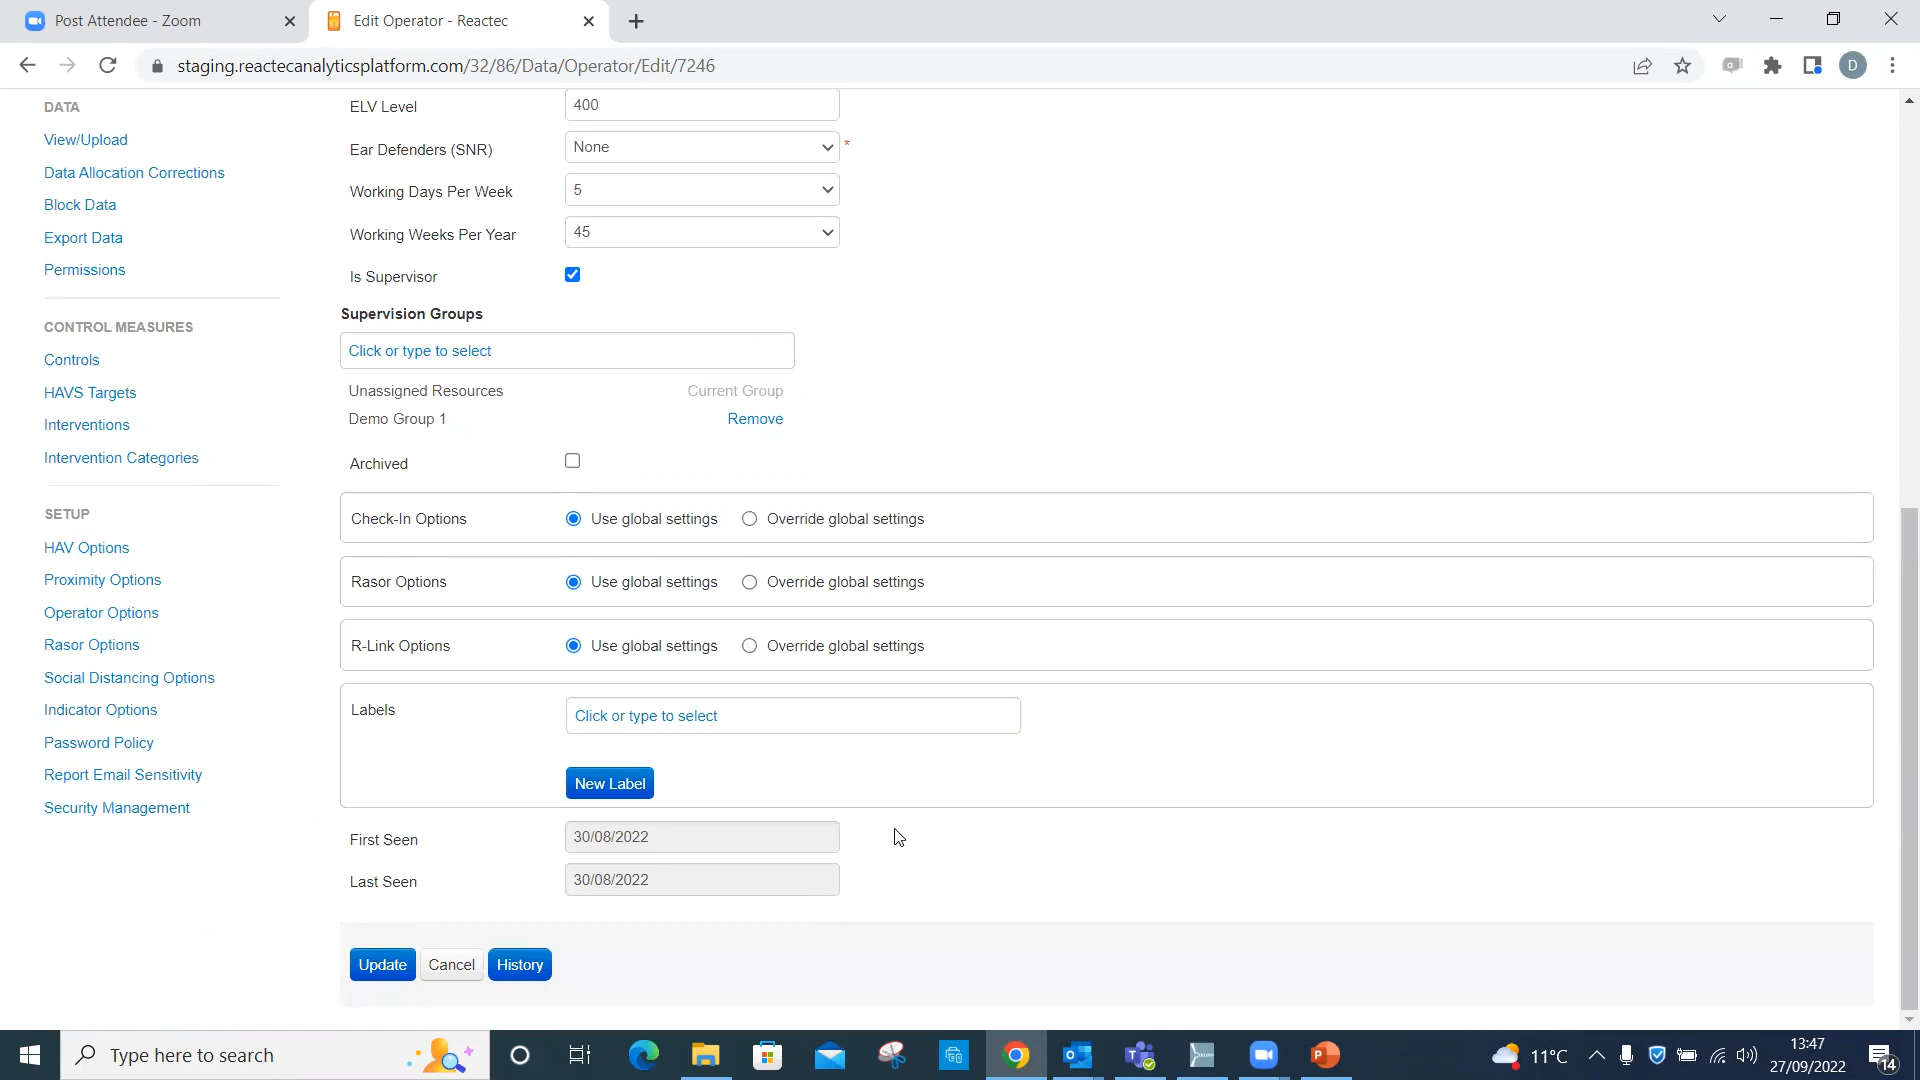 Post Attendee - Zoom
Edit Operator - Reactec
staging.reactecanalyticsplatform.com/32/86/Data/Operator/Edit/7246
D
DATA
View/Upload
Data Allocation Corrections
Block Data
Export Data
Permissions
CONTROL MEASURES
Controls
HAVS Targets
Interventions
Intervention Categories
SETUP
HAV Options
Proximity Options
Operator Options
Rasor Options
Social Distancing Options
Indicator Options
Password Policy
Report Email Sensitivity
Security Management
ELV Level 400
Ear Defenders (SNR) None *
Working Days Per Week 5
Working Weeks Per Year 45
Is Supervisor
Supervision Groups
Click or type to select
Unassigned Resources Current Group
Demo Group 1 Remove
Archived
Check-In Options Use global settings Override global settings
Rasor Options Use global settings Override global settings
R-Link Options Use global settings Override global settings
Labels Click or type to select
New Label
First Seen 30/08/2022
Last Seen 30/08/2022
Update Cancel History
Type here to search
11°C
13:47
27/09/2022
14